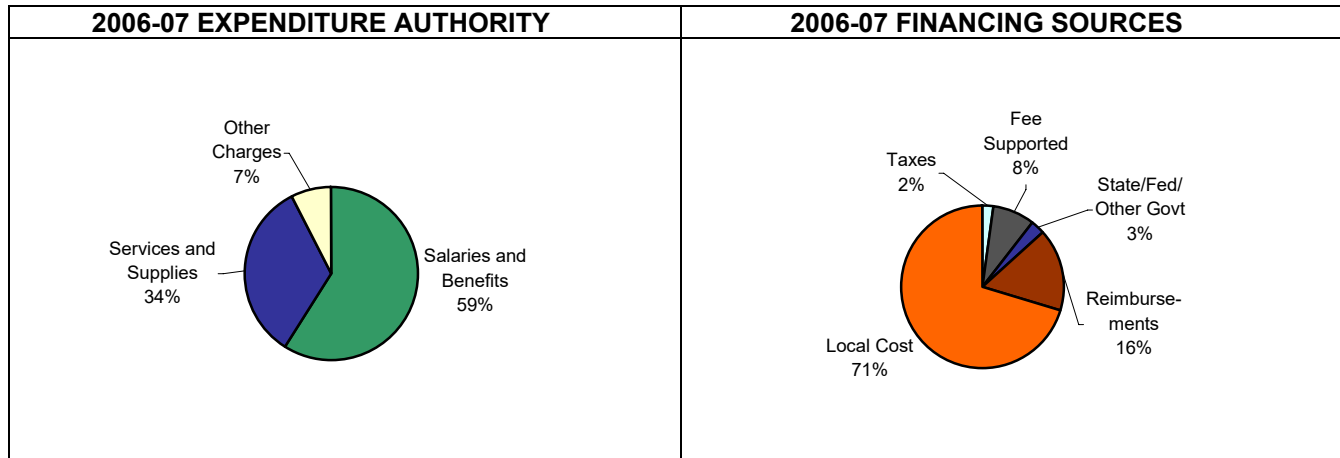 2006-07 EXPENDITURE AUTHORITY
Other
Charges
7%
Services and
Supplies
34%
Salaries and
Benefits
59%
2006-07 FINANCING SOURCES
Taxes
2%
Fee
Supported
8%
State/Fed/
Other Govt
3%
Reimburse-
ments
16%
Local Cost
71%